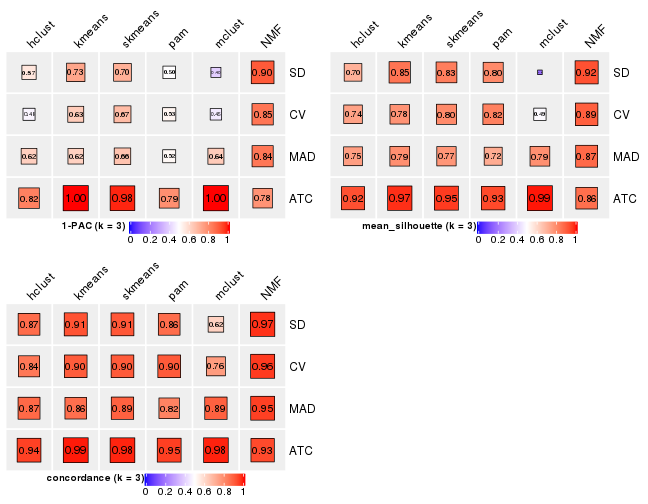 hclust kmeans skmeans pam mclust NMF
0.57 0.73 0.70 0.50 0.90 SD
0.63 0.67 0.53 0.85 CV
0.62 0.62 0.66 0.52 0.64 0.84 MAD
0.82 1.00 0.98 0.79 1.00 0.78 ATC
1-PAC (k = 3)
0 0.2 0.4 0.6 0.8 1
hclust kmeans skmeans pam mclust NMF
0.70 0.85 0.83 0.80 0.92 SD
0.74 0.78 0.80 0.82 0.49 0.89 CV
0.75 0.79 0.77 0.72 0.79 0.87 MAD
0.92 0.97 0.95 0.93 0.99 0.86 ATC
mean_silhouette (k = 3)
0 0.2 0.4 0.6 0.8 1
hclust kmeans skmeans pam mclust NMF
0.87 0.91 0.91 0.86 0.62 0.97 SD
0.84 0.90 0.90 0.90 0.76 0.96 CV
0.87 0.86 0.89 0.82 0.89 0.95 MAD
0.94 0.99 0.98 0.95 0.98 0.93 ATC
concordance (k = 3)
0 0.2 0.4 0.6 0.8 1